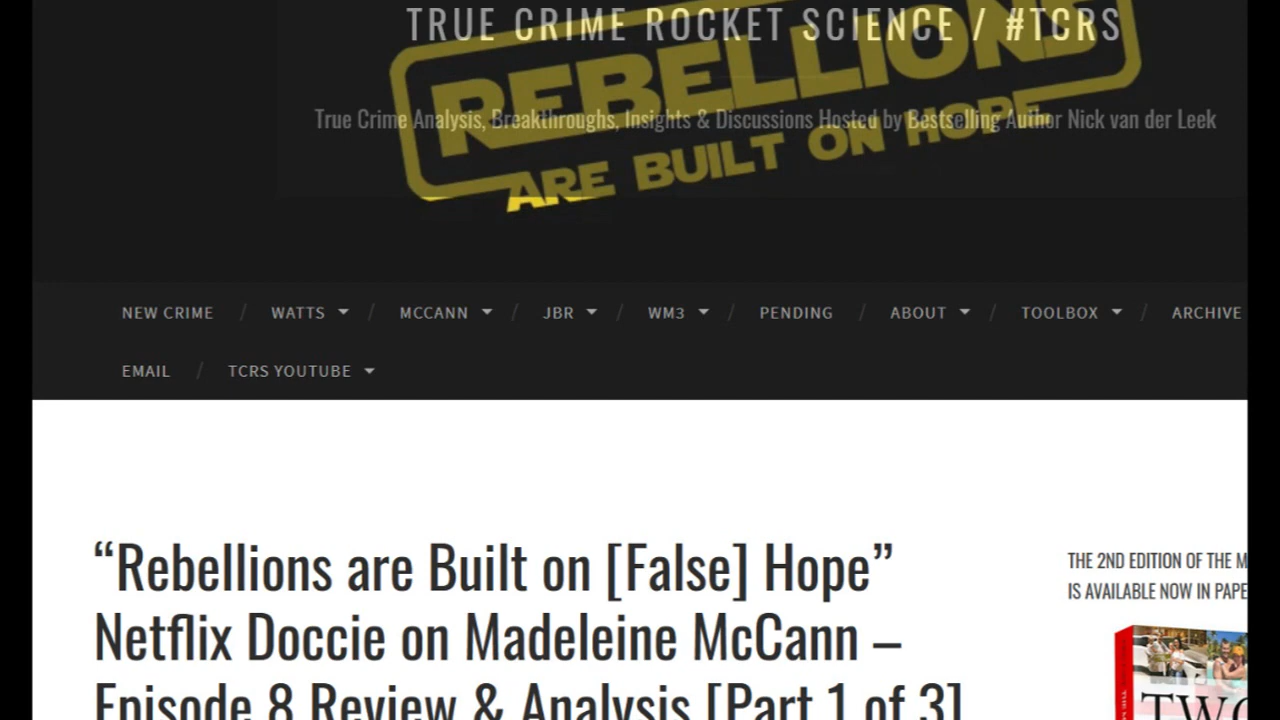 TRUE CRIME ROCKET SCIENCE / #TCRS
REBELLIONS
ARE BUILT ON HOPE
True Crime Analysis, Breakthroughs, Insights & Discussions Hosted by Bestselling Author Nick van der Leek
NEW CRIME / WATTS / MCCANN / JBR / WM3 / PENDING / ABOUT / TOOLBOX / ARCHIVE
EMAIL / TCRS YOUTUBE
“Rebellions are Built on [False] Hope”
Netflix Doccie on Madeleine McCann –
Episode 8 Review & Analysis [Part 1 of 3]
THE 2ND EDITION OF THE M
IS AVAILABLE NOW IN PAPE
TWO